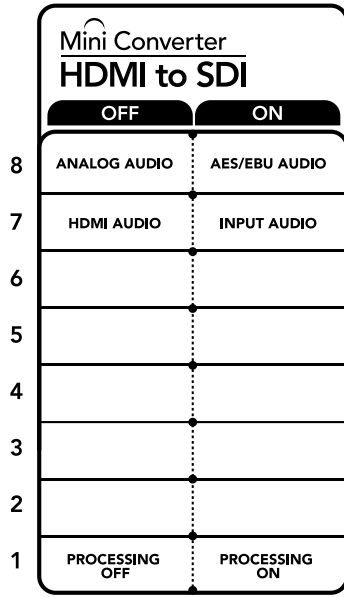 Mini Converter
HDMI to SDI
OFF ON
8 ANALOG AUDIO AES/EBU AUDIO
7 HDMI AUDIO INPUT AUDIO
6
5
4
3
2
1 PROCESSING OFF PROCESSING ON